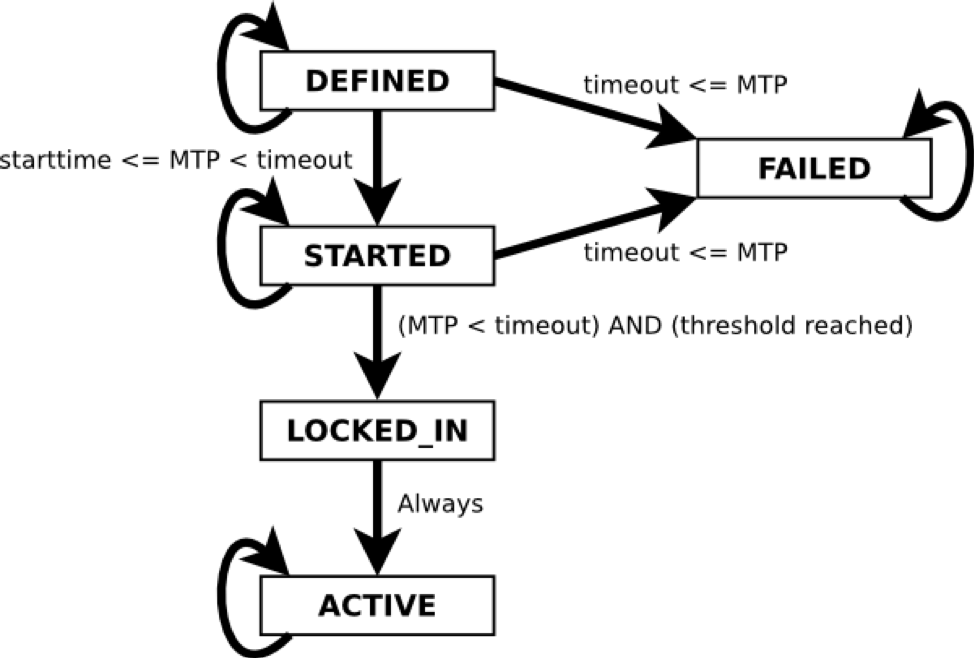 DEFINED
timeout <= MTP
starttime <= MTP < timeout
FAILED
STARTED
timeout <= MTP
(MTP < timeout) AND (threshold reached)
LOCKED_IN
Always
ACTIVE